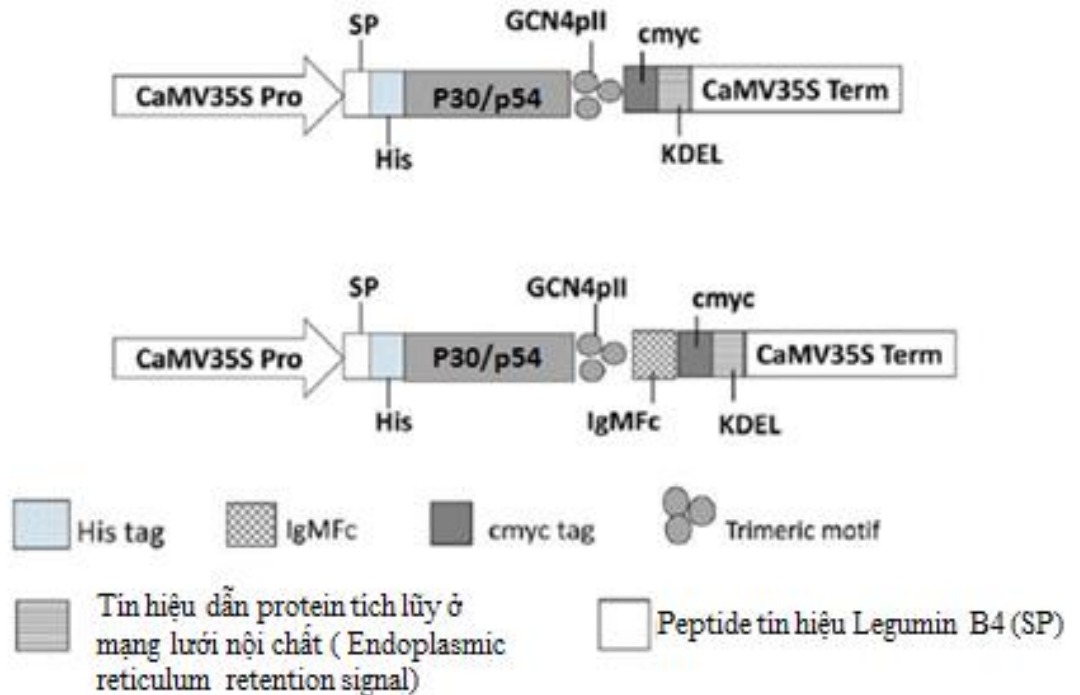 SP GCN4pII cmyc
CaMV35S Pro P30/p54 CaMV35S Term
His KDEL
SP GCN4pII cmyc
CaMV35S Pro P30/p54 CaMV35S Term
His IgMFc KDEL
His tag IgMFc cmyc tag Trimeric motif
Tín hiệu dẫn protein tích lũy ở
mạng lưới nội chất ( Endoplasmic
reticulum retention signal)
Peptide tín hiệu Legumin B4 (SP)